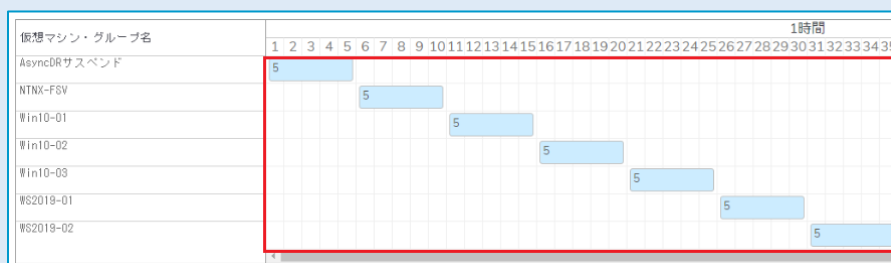 仮想マシン・グループ名
1時間
1 2 3 4 5 6 7 8 9 10 11 12 13 14 15 16 17 18 19 20 21 22 23 24 25 26 27 28 29 30 31 32 33 34 35
AsyncDRサスペンド 5
NTNX-FSV 5
Win10-01 5
Win10-02 5
Win10-03 5
WS2019-01 5
WS2019-02 5